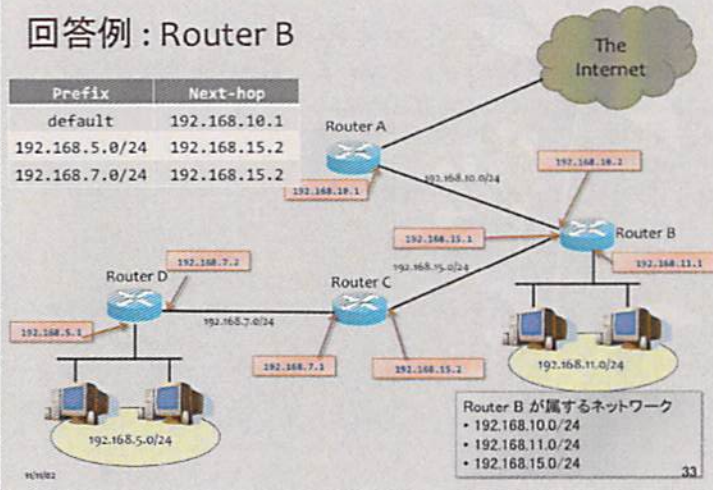 回答例 : Router B
The
Internet
Prefix Next-hop
default 192.168.10.1
192.168.5.0/24 192.168.15.2
192.168.7.0/24 192.168.15.2
Router A
192.168.10.1
192.168.10.0/24
192.168.10.2
192.168.15.1
Router B
192.168.11.1
192.168.15.0/24
Router D
192.168.7.2
Router C
192.168.5.1
192.168.7.0/24
192.168.7.1
192.168.15.2
192.168.11.0/24
192.168.5.0/24
Router B が属するネットワーク
• 192.168.10.0/24
• 192.168.11.0/24
• 192.168.15.0/24
11/11/02
33